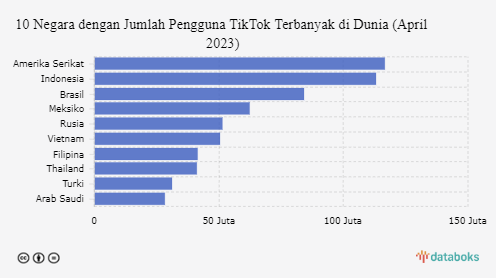 10 Negara dengan Jumlah Pengguna TikTok Terbanyak di Dunia (April
2023)
Amerika Serikat
Indonesia
Brasil
Meksiko
Rusia
Vietnam
Filipina
Thailand
Turki
Arab Saudi
0 50 Juta 100 Juta 150 Juta
databoks